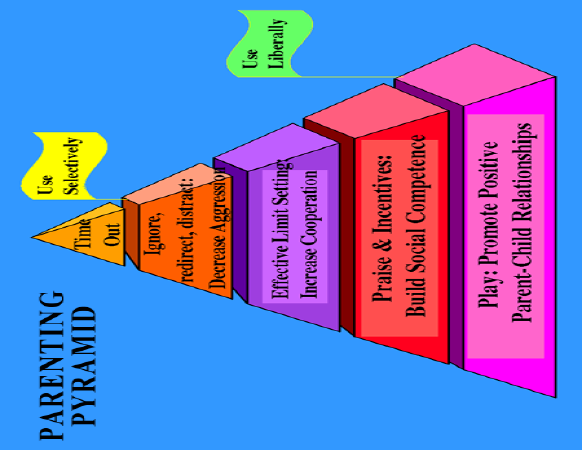 PARENTING
PYRAMID
Use
Selectively
Time
Out
Ignore,
redirect, distract:
Decrease Aggression
Effective Limit Setting:
Increase Cooperation
Use
Liberally
Praise & Incentives:
Build Social Competence
Play: Promote Positive
Parent-Child Relationships